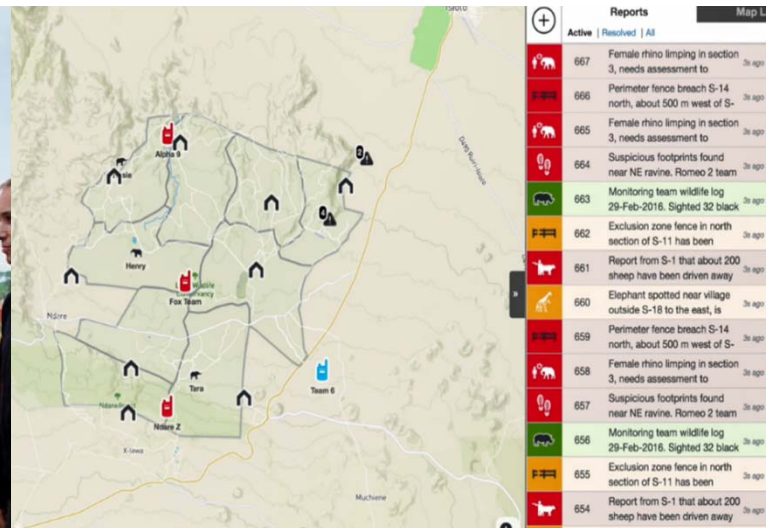 Alpha 9
2
4
Henry
Fox Team
Ndare
Tara
Team 6
Ndare Z
Muchiene
Reports
Active | Resolved | All
667
Female rhino limping in section
3, needs assessment to
3s ago
666
Perimeter fence breach S-14
north, about 500 m west of S-
3s ago
665
Female rhino limping in section
3, needs assessment to
3s ago
664
Suspicious footprints found
near NE ravine. Romeo 2 team
3s ago
663
Monitoring team wildlife log
29-Feb-2016. Sighted 32 black
3s ago
662
Exclusion zone fence in north
section of S-11 has been
3s ago
661
Report from S-1 that about 200
sheep have been driven away
3s ago
660
Elephant spotted near village
outside S-18 to the east, is
3s ago
659
Perimeter fence breach S-14
north, about 500 m west of S-
3s ago
658
Female rhino limping in section
3, needs assessment to
3s ago
657
Suspicious footprints found
near NE ravine. Romeo 2 team
3s ago
656
Monitoring team wildlife log
29-Feb-2016. Sighted 32 black
3s ago
655
Exclusion zone fence in north
section of S-11 has been
3s ago
654
Report from S-1 that about 200
sheep have been driven away
3s ago
Map L